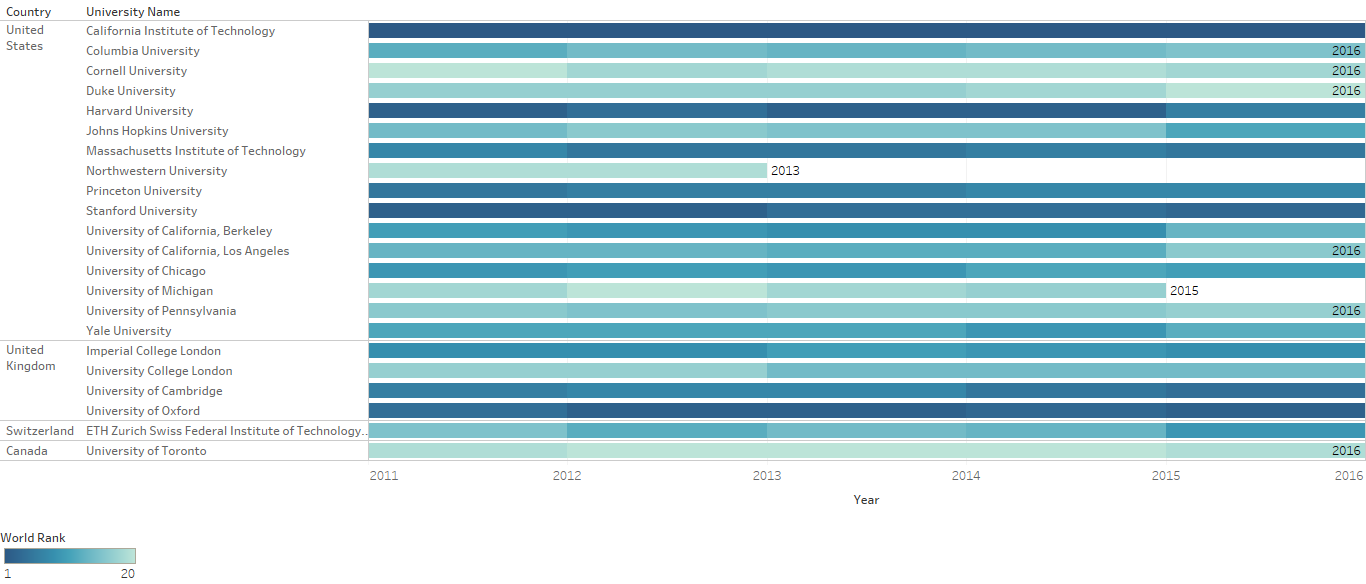 Country University Name
United States California Institute of Technology
Columbia University 2016
Cornell University 2016
Duke University 2016
Harvard University
Johns Hopkins University
Massachusetts Institute of Technology
Northwestern University 2013
Princeton University
Stanford University
University of California, Berkeley
University of California, Los Angeles 2016
University of Chicago
University of Michigan 2015
University of Pennsylvania 2016
Yale University
United Kingdom Imperial College London
University College London
University of Cambridge
University of Oxford
Switzerland ETH Zurich Swiss Federal Institute of Technology..
Canada University of Toronto 2016
2011 2012 2013 2014 2015 2016
Year
World Rank
1 20